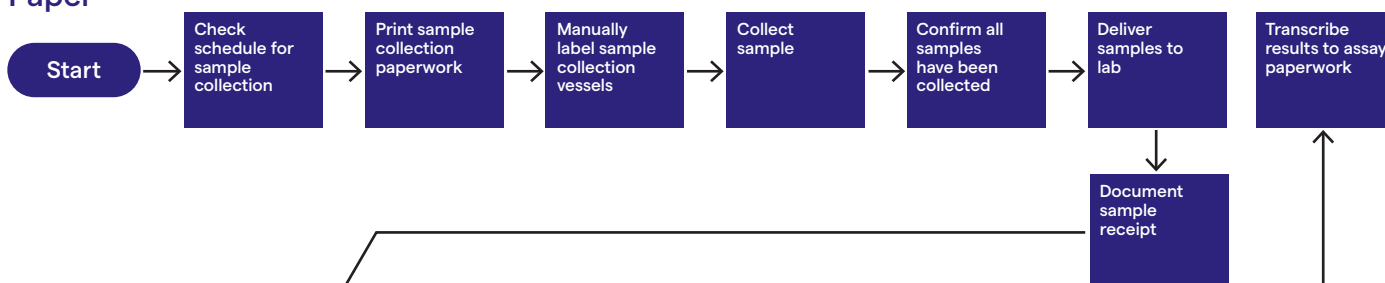 Paper
Start
Check
schedule for
sample
collection
Print sample
collection
paperwork
Manually
label sample
collection
vessels
Collect
sample
Confirm all
samples
have been
collected
Deliver
samples to
lab
Transcribe
results to assay
paperwork
Document
sample
receipt